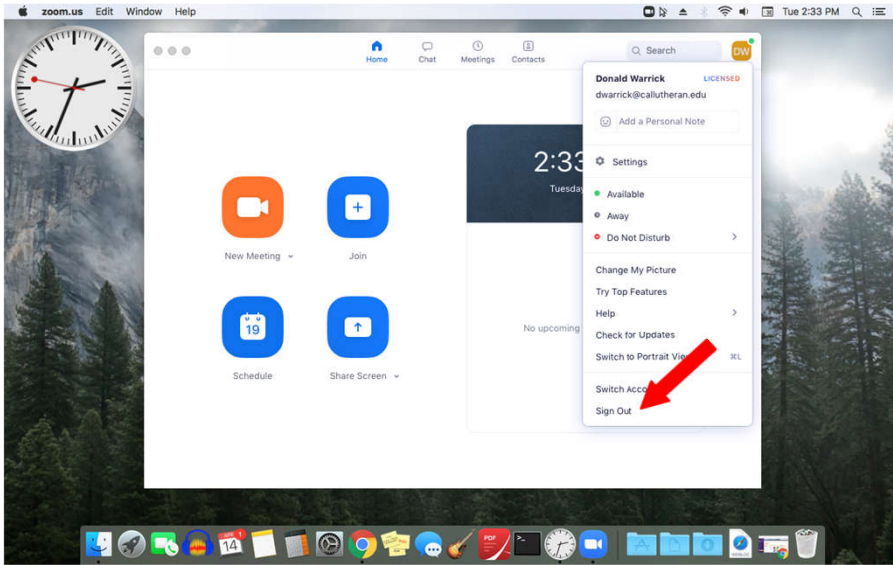 zoom.us Edit Window Help
Tue 2:33 PM
Home Chat Meetings Contacts
Search
DW
Donald Warrick LICENSED
dwarrick@callutheran.edu
Add a Personal Note
Settings
Available
Away
Do Not Disturb
Change My Picture
Try Top Features
Help
Check for Updates
Switch to Portrait ⌘L
Switch
Sign Out
2:33
Tuesday
No upcoming
New Meeting
Join
19
Schedule
Share Screen
14
PDF